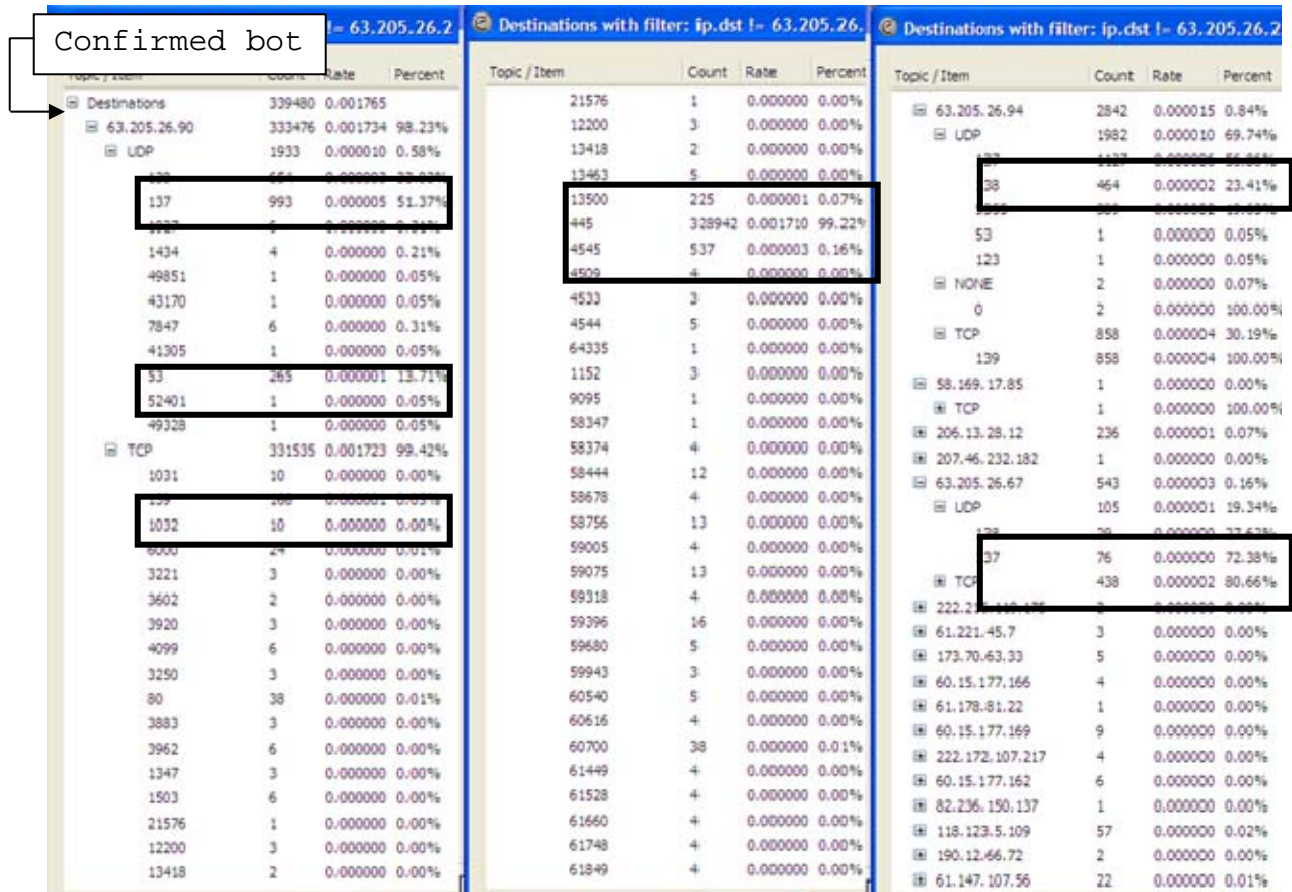 Confirmed bot
!= 63.205.26.2
Count Rate Percent
Destinations 339480 0.001765
63.205.26.90 333476 0.001734 98.23%
UDP 1933 0.000010 0.58%
137 993 0.000005 51.37%
1434 4 0.000000 0.21%
49851 1 0.000000 0.05%
43170 1 0.000000 0.05%
7847 6 0.000000 0.31%
41305 1 0.000000 0.05%
53 265 0.000001 13.71%
52401 1 0.000000 0.05%
49328 1 0.000000 0.05%
TCP 331535 0.001723 99.42%
1031 10 0.000000 0.00%
1032 10 0.000000 0.00%
6000 24 0.000000 0.01%
3221 3 0.000000 0.00%
3602 2 0.000000 0.00%
3920 3 0.000000 0.00%
4099 6 0.000000 0.00%
3250 3 0.000000 0.00%
80 38 0.000000 0.01%
3883 3 0.000000 0.00%
3962 6 0.000000 0.00%
1347 3 0.000000 0.00%
1503 6 0.000000 0.00%
21576 1 0.000000 0.00%
12200 3 0.000000 0.00%
13418 2 0.000000 0.00%
Destinations with filter: ip.dst != 63.205.26.
Topic / Item Count Rate Percent
21576 1 0.000000 0.00%
12200 3 0.000000 0.00%
13418 2 0.000000 0.00%
13463 5 0.000000 0.00%
13500 225 0.000001 0.07%
445 328942 0.001710 99.22%
4545 537 0.000003 0.16%
4509 4 0.000000 0.00%
4533 3 0.000000 0.00%
4544 5 0.000000 0.00%
64335 1 0.000000 0.00%
1152 3 0.000000 0.00%
9095 1 0.000000 0.00%
58347 1 0.000000 0.00%
58374 4 0.000000 0.00%
58444 12 0.000000 0.00%
58678 4 0.000000 0.00%
58756 13 0.000000 0.00%
59005 4 0.000000 0.00%
59075 13 0.000000 0.00%
59318 4 0.000000 0.00%
59396 16 0.000000 0.00%
59680 5 0.000000 0.00%
59943 3 0.000000 0.00%
60540 5 0.000000 0.00%
60616 4 0.000000 0.00%
60700 38 0.000000 0.01%
61449 4 0.000000 0.00%
61528 4 0.000000 0.00%
61660 4 0.000000 0.00%
61748 4 0.000000 0.00%
61849 4 0.000000 0.00%
Destinations with filter: ip.dst != 63.205.26.2
Topic / Item Count Rate Percent
63.205.26.94 2842 0.000015 0.84%
UDP 1982 0.000010 69.74%
38 464 0.000002 23.41%
53 1 0.000000 0.05%
123 1 0.000000 0.05%
NONE 2 0.000000 0.07%
0 2 0.000000 100.00%
TCP 858 0.000004 30.19%
139 858 0.000004 100.00%
58.169.17.85 1 0.000000 0.00%
TCP 1 0.000000 100.00%
206.13.28.12 236 0.000001 0.07%
207.46.232.182 1 0.000000 0.00%
63.205.26.67 543 0.000003 0.16%
UDP 105 0.000001 19.34%
37 76 0.000000 72.38%
TCP 438 0.000002 80.66%
61.221.45.7 3 0.000000 0.00%
173.70.63.33 5 0.000000 0.00%
60.15.177.166 4 0.000000 0.00%
61.178.81.22 1 0.000000 0.00%
60.15.177.169 9 0.000000 0.00%
222.172.107.217 4 0.000000 0.00%
60.15.177.162 6 0.000000 0.00%
82.236.150.137 1 0.000000 0.00%
118.123.5.109 57 0.000000 0.02%
190.12.66.72 2 0.000000 0.00%
61.147.107.56 22 0.000000 0.01%